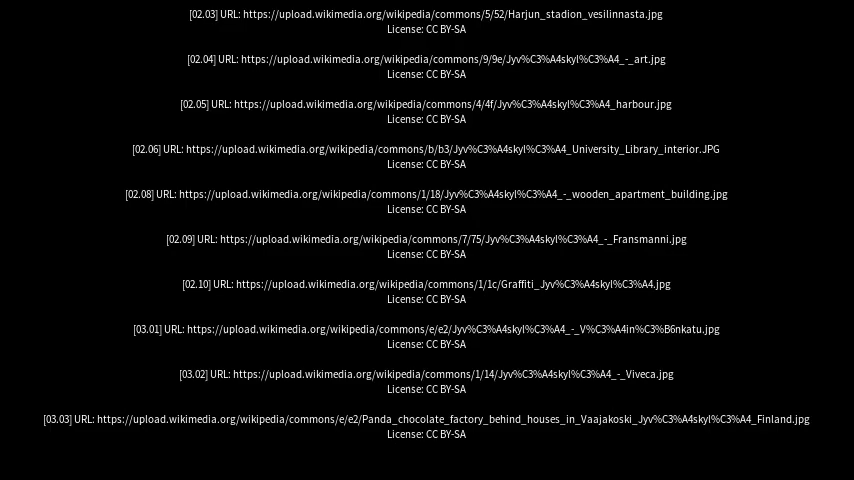 [02.03] URL: https://upload.wikimedia.org/wikipedia/commons/5/52/Harjun_stadion_vesilinnasta.jpg
License: CC BY-SA
[02.04] URL: https://upload.wikimedia.org/wikipedia/commons/9/9e/Jyv%C3%A4skyl%C3%A4_-_art.jpg
License: CC BY-SA
[02.05] URL: https://upload.wikimedia.org/wikipedia/commons/4/4f/Jyv%C3%A4skyl%C3%A4_harbour.jpg
License: CC BY-SA
[02.06] URL: https://upload.wikimedia.org/wikipedia/commons/b/b3/Jyv%C3%A4skyl%C3%A4_University_Library_interior.JPG
License: CC BY-SA
[02.08] URL: https://upload.wikimedia.org/wikipedia/commons/1/18/Jyv%C3%A4skyl%C3%A4_-_wooden_apartment_building.jpg
License: CC BY-SA
[02.09] URL: https://upload.wikimedia.org/wikipedia/commons/7/75/Jyv%C3%A4skyl%C3%A4_-_Fransmanni.jpg
License: CC BY-SA
[02.10] URL: https://upload.wikimedia.org/wikipedia/commons/1/1c/Graffiti_Jyv%C3%A4skyl%C3%A4.jpg
License: CC BY-SA
[03.01] URL: https://upload.wikimedia.org/wikipedia/commons/e/e2/Jyv%C3%A4skyl%C3%A4_-_V%C3%A4in%C3%B6nkatu.jpg
License: CC BY-SA
[03.02] URL: https://upload.wikimedia.org/wikipedia/commons/1/14/Jyv%C3%A4skyl%C3%A4_-_Viveca.jpg
License: CC BY-SA
[03.03] URL: https://upload.wikimedia.org/wikipedia/commons/e/e2/Panda_chocolate_factory_behind_houses_in_Vaajakoski_Jyv%C3%A4skyl%C3%A4_Finland.jpg
License: CC BY-SA